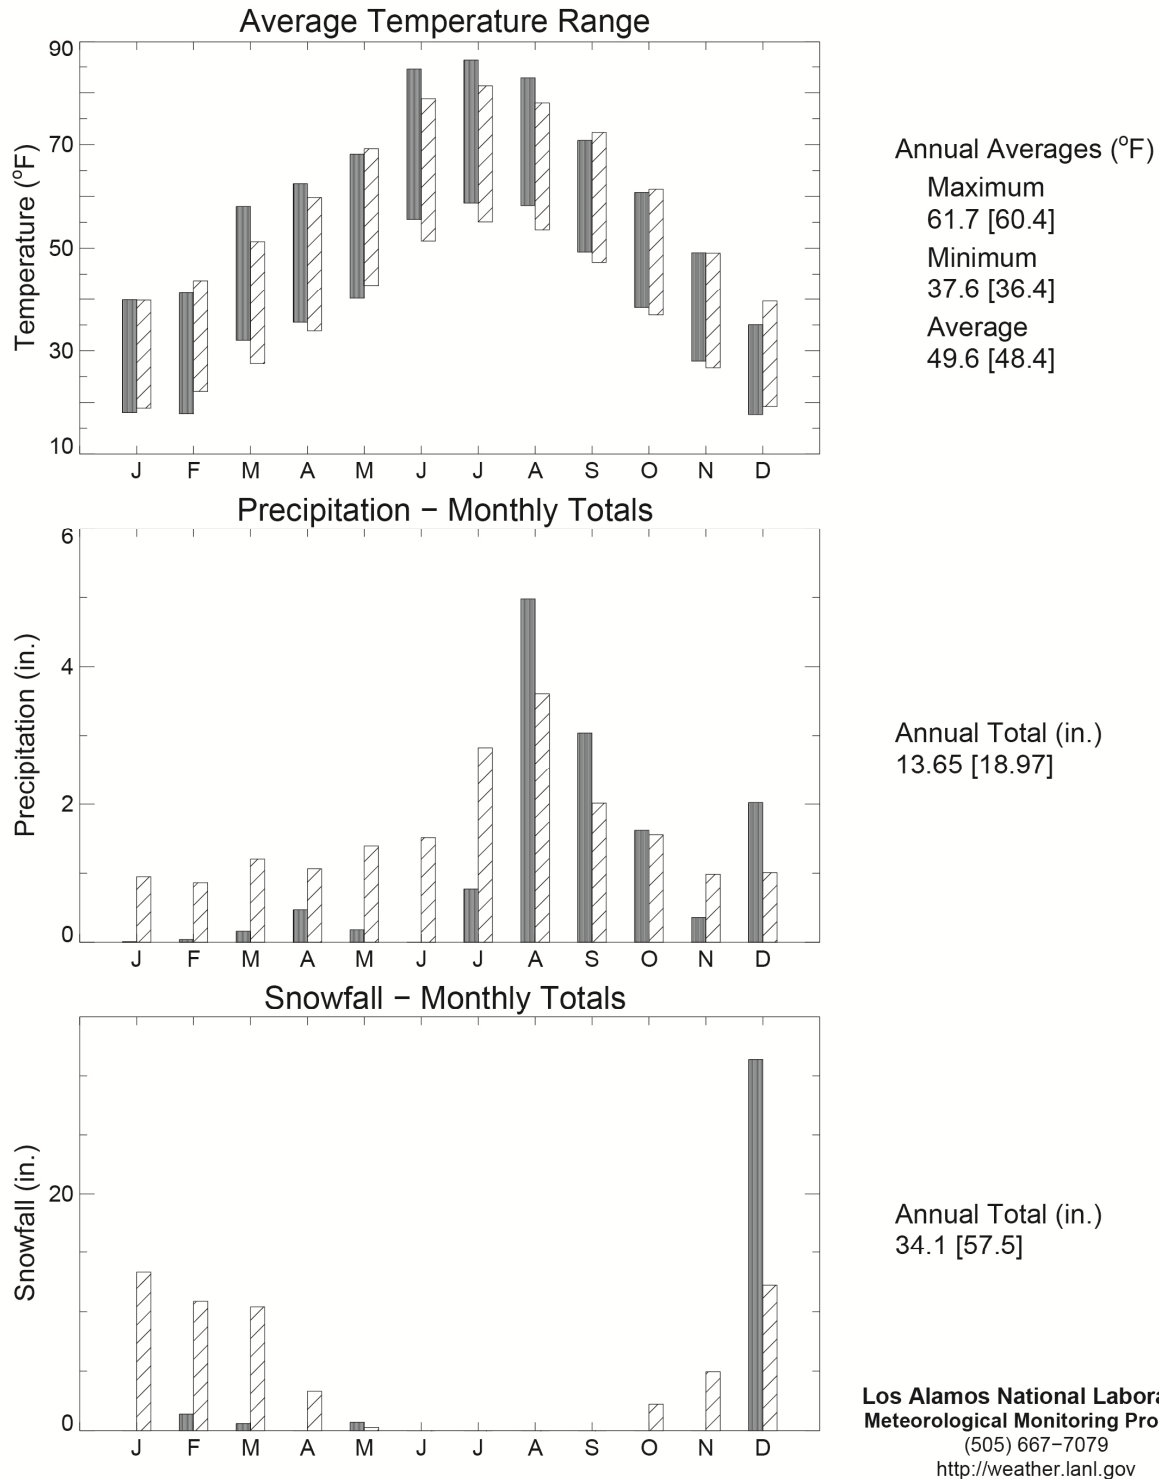 Average Temperature Range
90
70
50
30
10
Temperature (°F)
J F M A M J J A S O N D
Annual Averages (°F)
Maximum
61.7 [60.4]
Minimum
37.6 [36.4]
Average
49.6 [48.4]
Precipitation − Monthly Totals
6
4
2
0
Precipitation (in.)
J F M A M J J A S O N D
Annual Total (in.)
13.65 [18.97]
Snowfall − Monthly Totals
20
0
Snowfall (in.)
J F M A M J J A S O N D
Annual Total (in.)
34.1 [57.5]
Los Alamos National Labora
Meteorological Monitoring Pro
(505) 667−7079
http://weather.lanl.gov